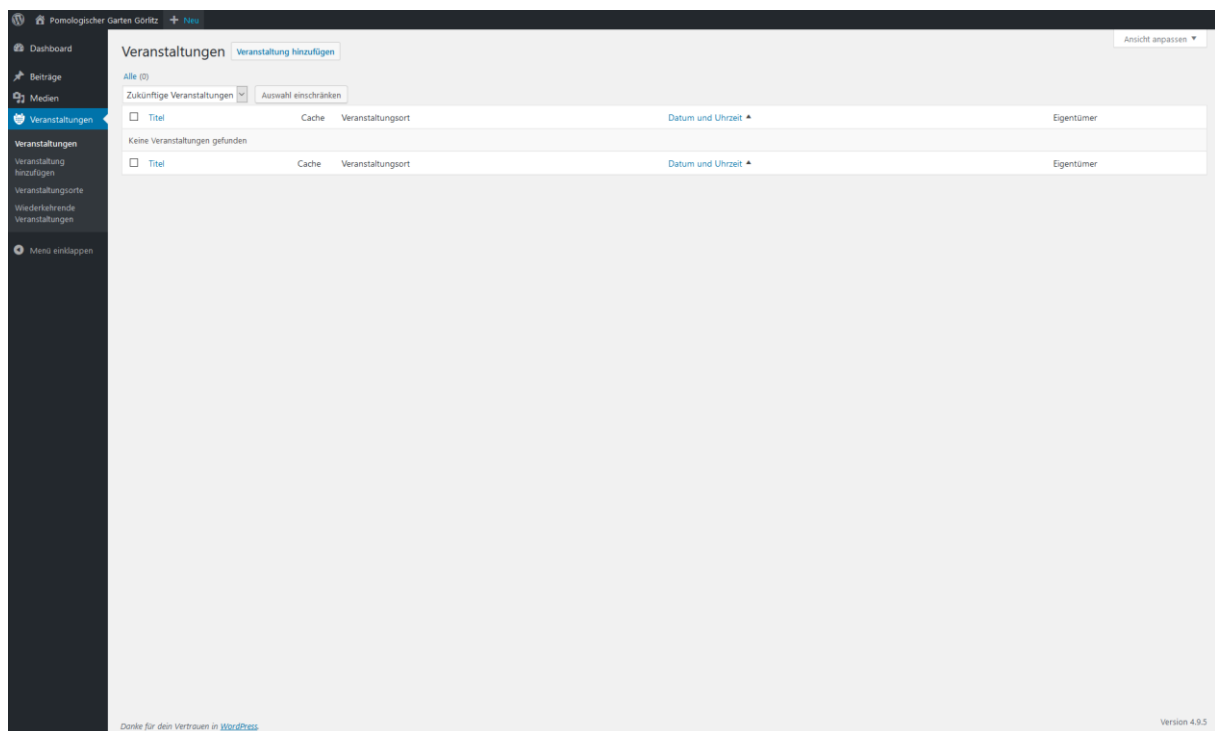 Pomologischer Garten Görlitz + Neu
Dashboard
Beiträge
Medien
Veranstaltungen
Veranstaltungen
Veranstaltung
hinzufügen
Veranstaltungsorte
Wiederkehrende
Veranstaltungen
Menü einklappen
Ansicht anpassen ▼
Veranstaltungen Veranstaltung hinzufügen
Alle (0)
Zukünftige Veranstaltungen Auswahl einschränken
Titel Cache Veranstaltungsort Datum und Uhrzeit ▲ Eigentümer
Keine Veranstaltungen gefunden
Titel Cache Veranstaltungsort Datum und Uhrzeit ▲ Eigentümer
Danke für dein Vertrauen in WordPress. Version 4.9.5